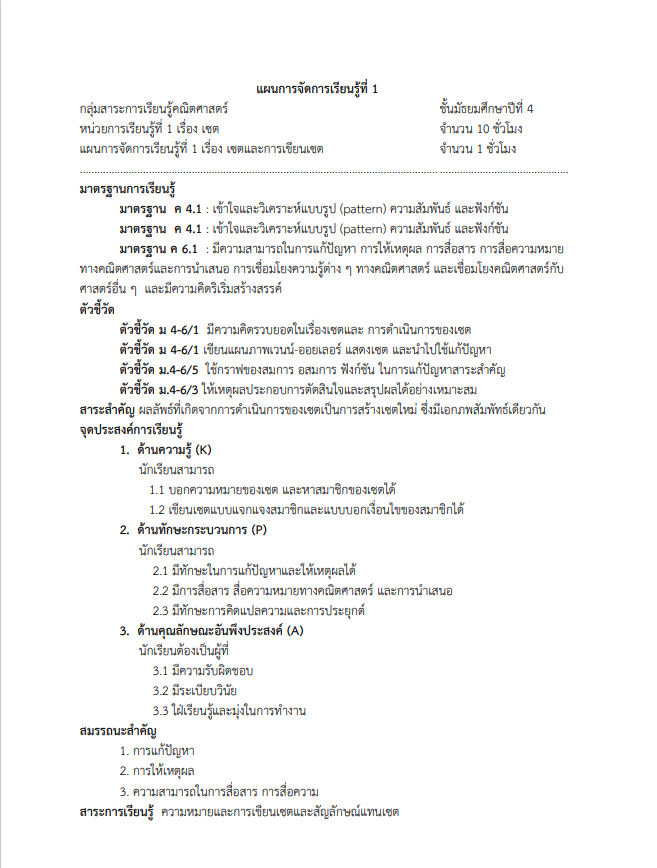 แผนการจัดการเรียนรู้ที่ 1
กลุ่มสาระการเรียนรู้คณิตศาสตร์ ชั้นมัธยมศึกษาปีที่ 4
หน่วยการเรียนรู้ที่ 1 เรื่อง เซต จำนวน 10 ชั่วโมง
แผนการจัดการเรียนรู้ที่ 1 เรื่อง เซตและการเขียนเซต จำนวน 1 ชั่วโมง
มาตรฐานการเรียนรู้
มาตรฐาน ค 4.1 : เข้าใจและวิเคราะห์แบบรูป (pattern) ความสัมพันธ์ และฟังก์ชัน
มาตรฐาน ค 4.1 : เข้าใจและวิเคราะห์แบบรูป (pattern) ความสัมพันธ์ และฟังก์ชัน
มาตรฐาน ค 6.1 : มีความสามารถในการแก้ปัญหา การให้เหตุผล การสื่อสาร การสื่อความหมาย
ทางคณิตศาสตร์และการนำเสนอ การเชื่อมโยงความรู้ต่าง ๆ ทางคณิตศาสตร์ และเชื่อมโยงคณิตศาสตร์กับ
ศาสตร์อื่น ๆ และมีความคิดริเริ่มสร้างสรรค์
ตัวชี้วัด
ตัวชี้วัด ม 4-6/1 มีความคิดรวบยอดในเรื่องเซตและ การดำเนินการของเซต
ตัวชี้วัด ม 4-6/1 เขียนแผนภาพเวนน์-ออยเลอร์ แสดงเซต และนำไปใช้แก้ปัญหา
ตัวชี้วัด ม.4-6/5 ใช้กราฟของสมการ อสมการ ฟังก์ชัน ในการแก้ปัญหาสาระสำคัญ
ตัวชี้วัด ม.4-6/3 ให้เหตุผลประกอบการตัดสินใจและสรุปผลได้อย่างเหมาะสม
สาระสำคัญ ผลลัพธ์ที่เกิดจากการดำเนินการของเซตเป็นการสร้างเซตใหม่ ซึ่งมีเอกภพสัมพัทธ์เดียวกัน
จุดประสงค์การเรียนรู้
1. ด้านความรู้ (K)
นักเรียนสามารถ
1.1 บอกความหมายของเซต และหาสมาชิกของเซตได้
1.2 เขียนเซตแบบแจกแจงสมาชิกและแบบบอกเงื่อนไขของสมาชิกได้
2. ด้านทักษะกระบวนการ (P)
นักเรียนสามารถ
2.1 มีทักษะในการแก้ปัญหาและให้เหตุผลได้
2.2 มีการสื่อสาร สื่อความหมายทางคณิตศาสตร์ และการนำเสนอ
2.3 มีทักษะการคิดแปลความและการประยุกต์
3. ด้านคุณลักษณะอันพึงประสงค์ (A)
นักเรียนต้องเป็นผู้ที่
3.1 มีความรับผิดชอบ
3.2 มีระเบียบวินัย
3.3 ใฝ่เรียนรู้และมุ่งในการทำงาน
สมรรถนะสำคัญ
1. การแก้ปัญหา
2. การให้เหตุผล
3. ความสามารถในการสื่อสาร การสื่อความ
สาระการเรียนรู้ ความหมายและการเขียนเซตและสัญลักษณ์แทนเซต